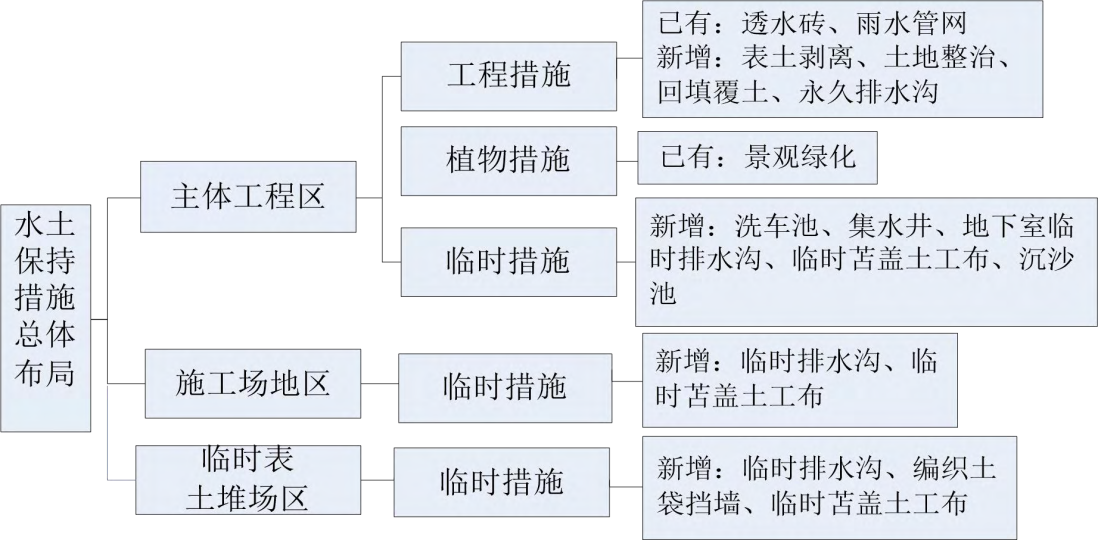 水土
保持
措施
总体
布局
主体工程区
工程措施
已有：透水砖、雨水管网
新增：表土剥离、土地整治、
回填覆土、永久排水沟
植物措施
已有：景观绿化
临时措施
新增：洗车池、集水井、地下室临
时排水沟、临时苫盖土工布、沉沙
池
施工场地区
临时措施
新增：临时排水沟、临
时苫盖土工布
临时表
土堆场区
临时措施
新增：临时排水沟、编织土
袋挡墙、临时苫盖土工布